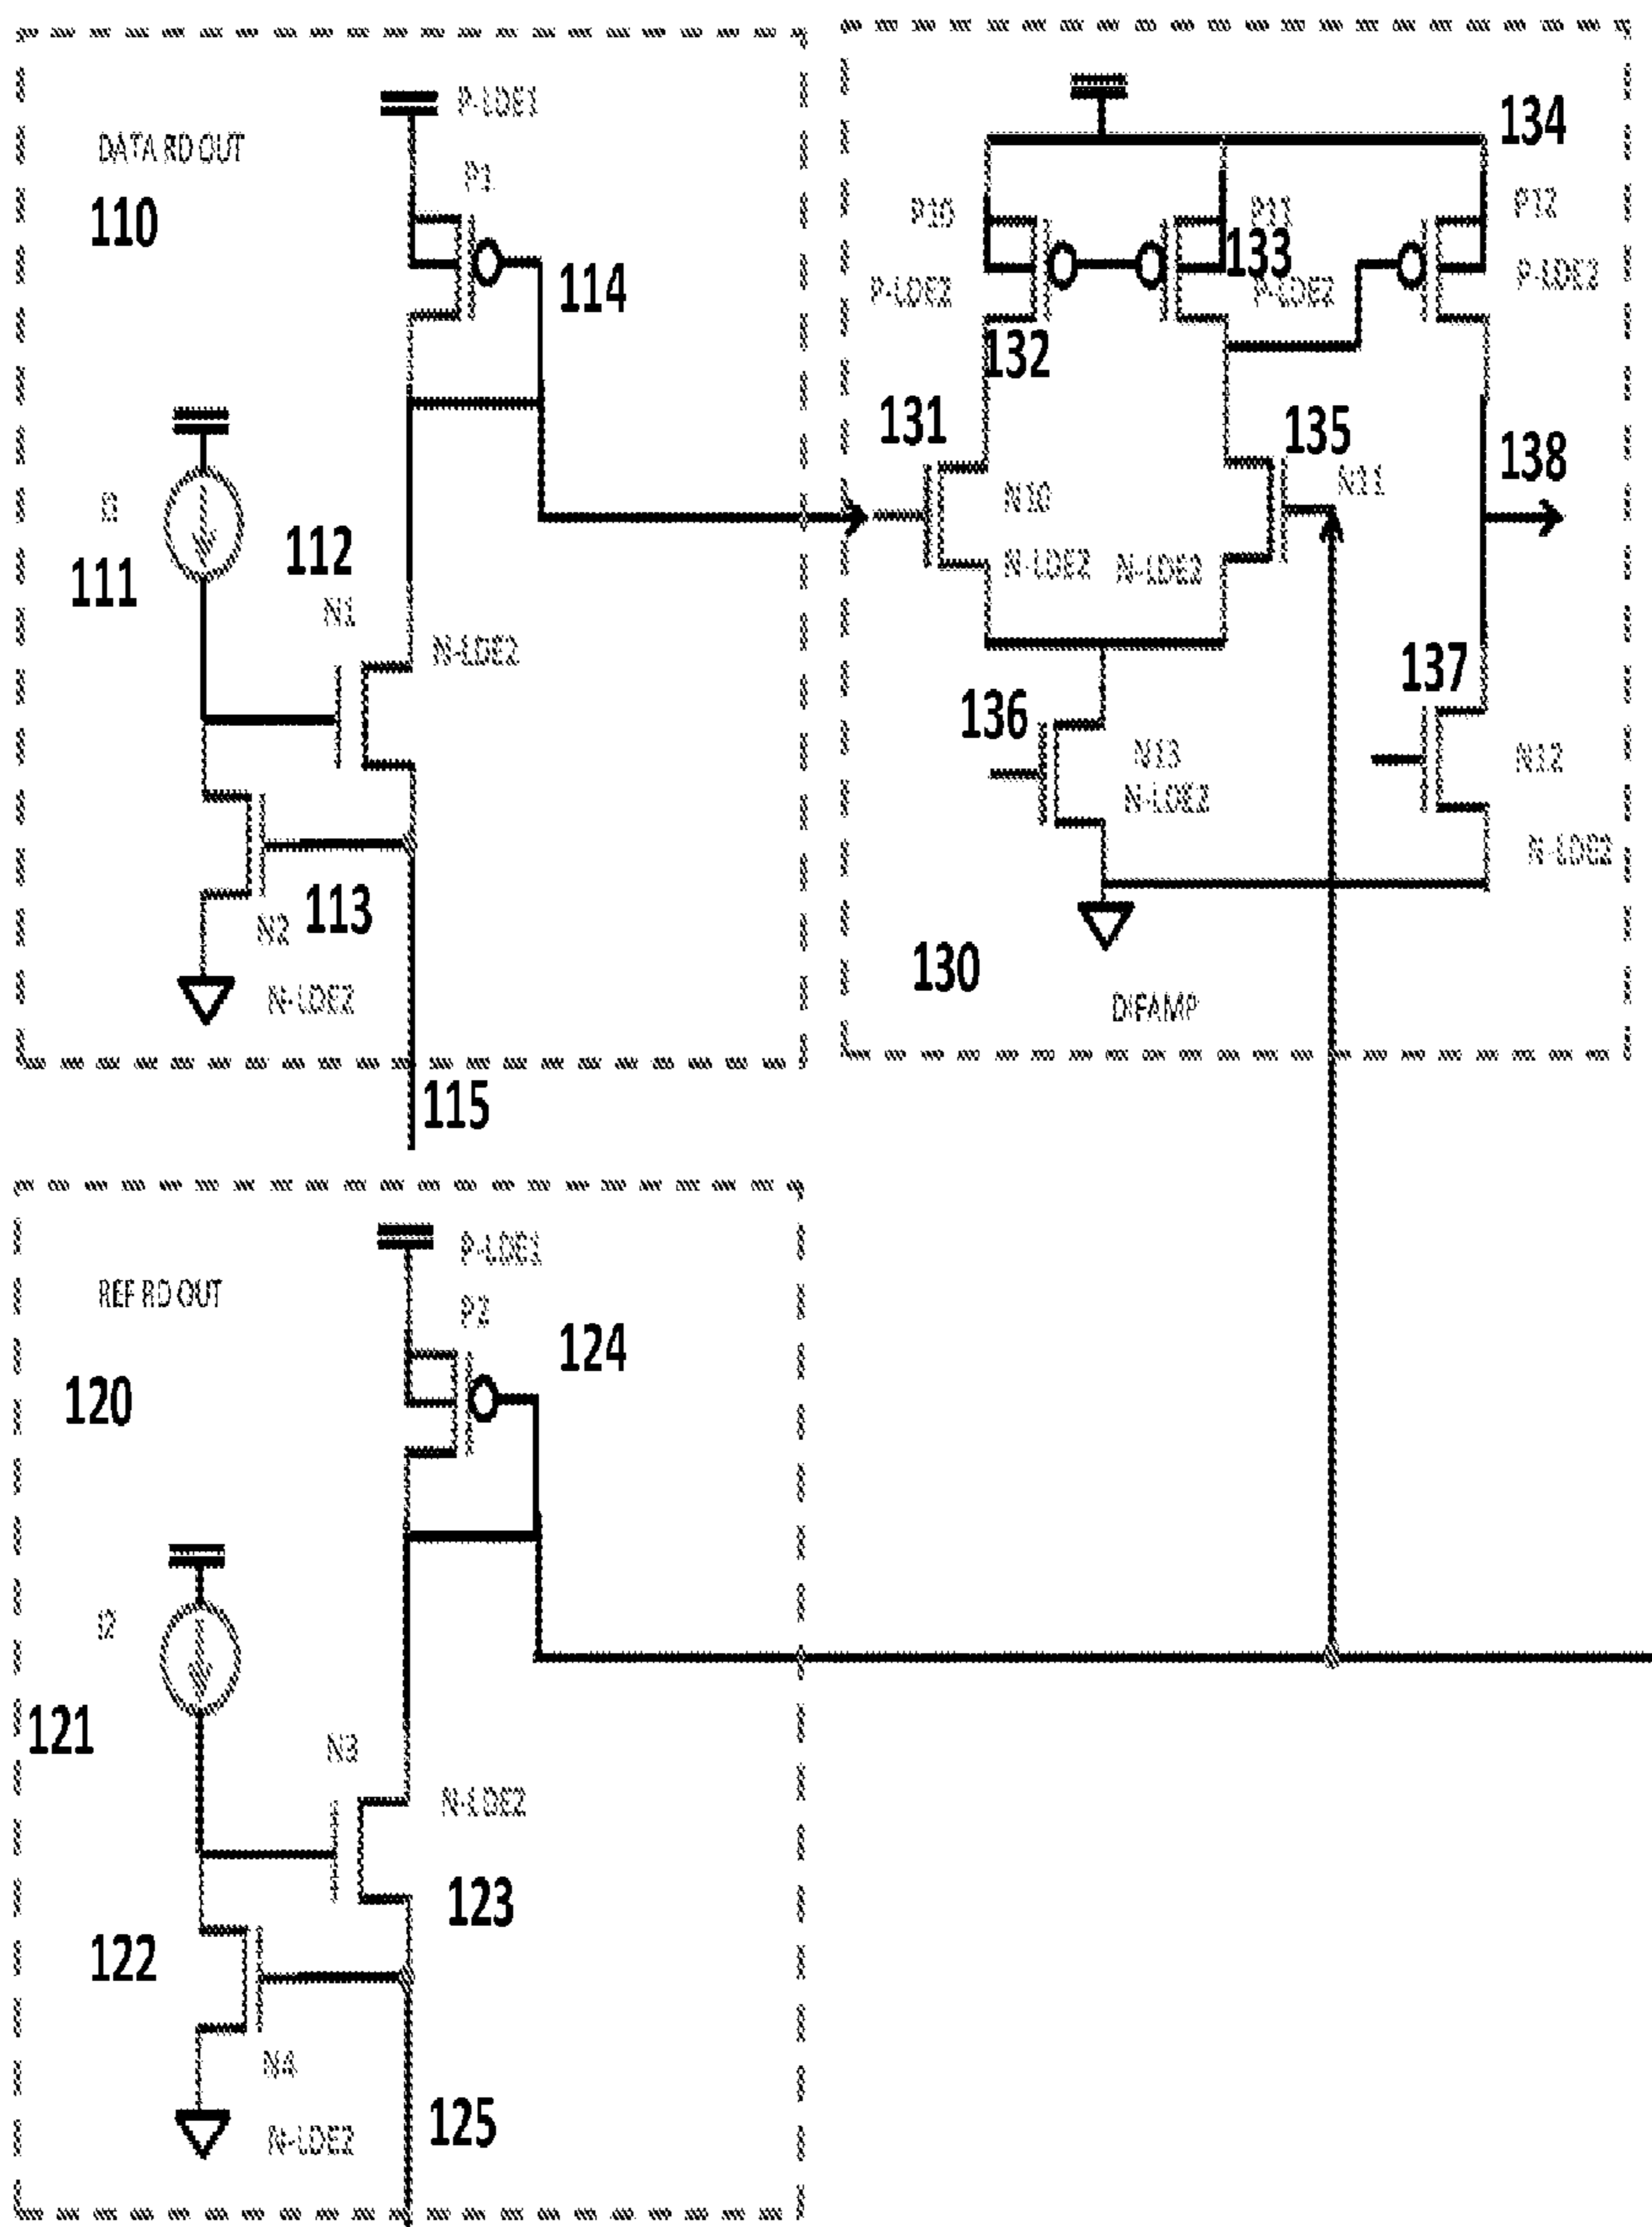 P-LDE1
DATA RD OUT
P1
110
114
111
112
N1
N-LDE2
113
N2
N-LDE2
115
134
P10
P11
P12
133
P-LDE2
P-LDE2
P-LDE2
132
131
135
N10
N11
138
N-LDE2
N-LDE2
137
136
N13
N12
N-LDE2
N-LDE2
130
DIFAMP
P-LDE1
REF RD OUT
P2
124
120
I2
121
N3
N-LDE2
123
122
N4
125
N-LDE2